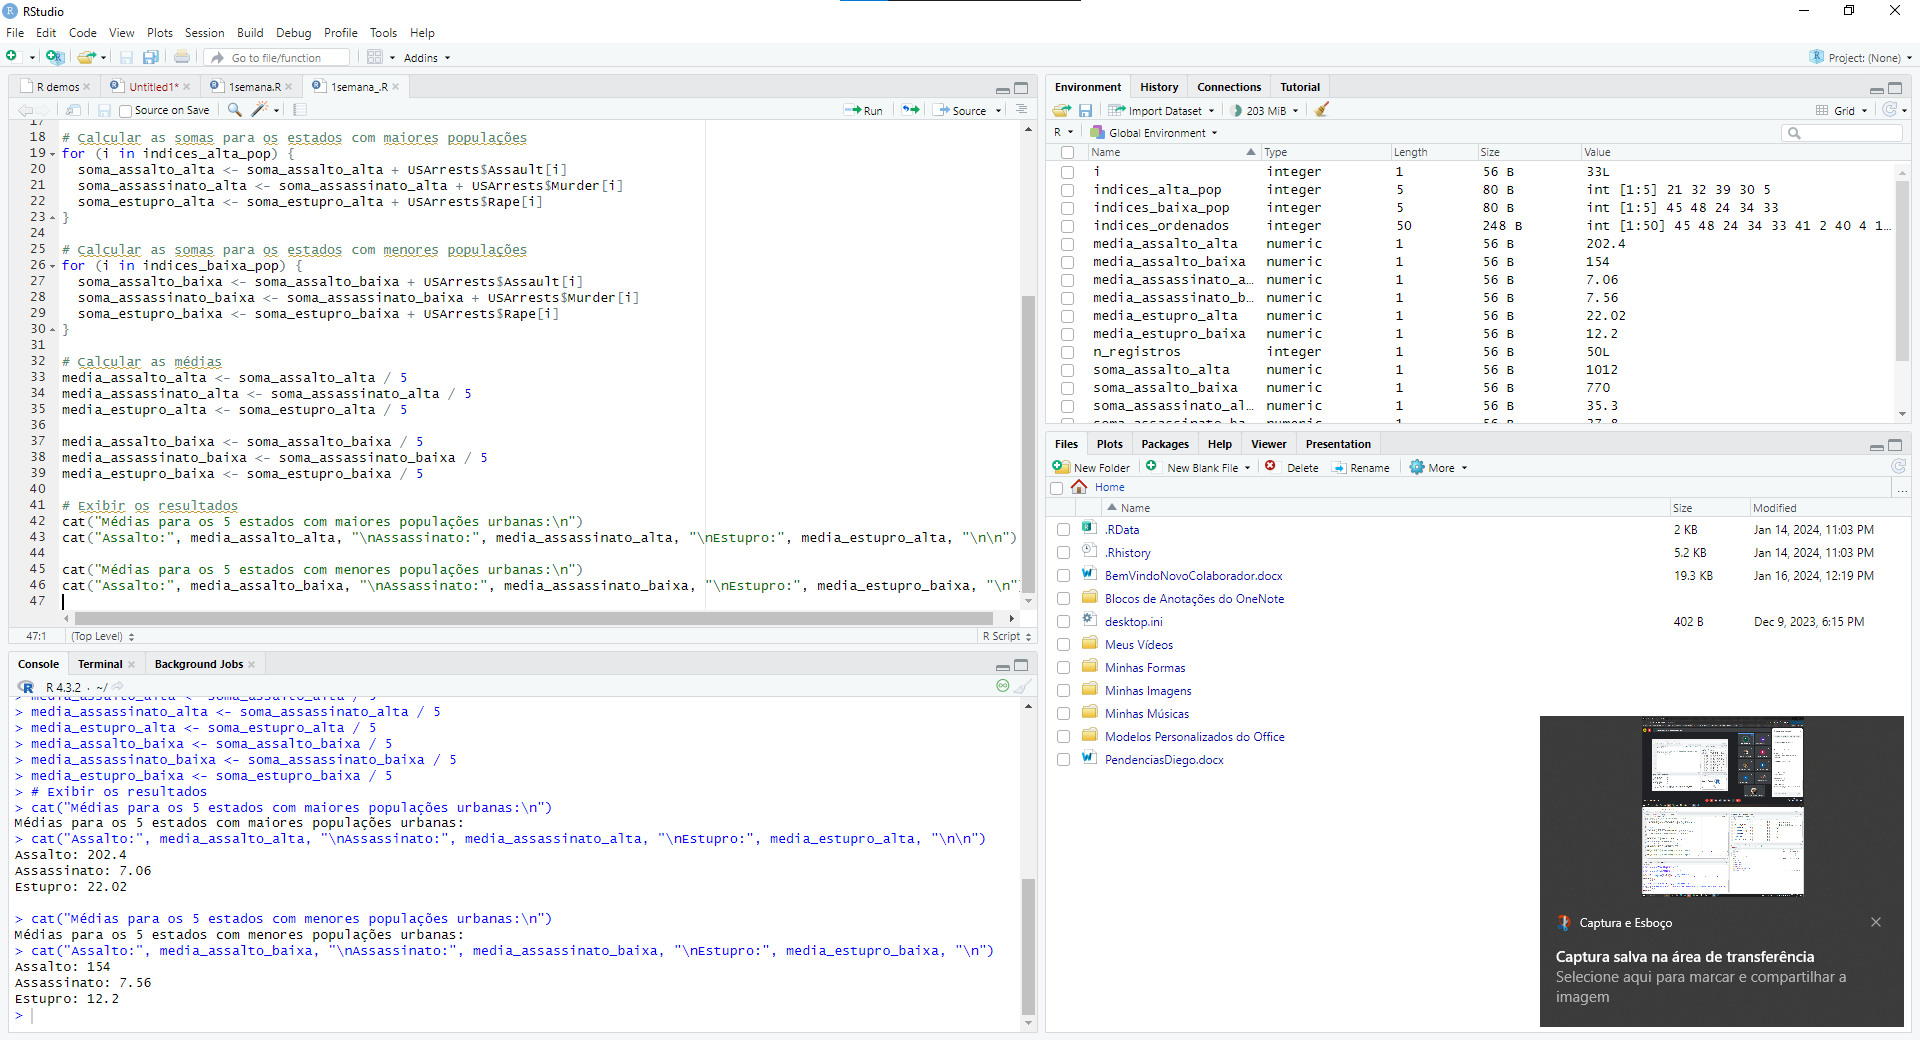 RStudio
File Edit Code View Plots Session Build Debug Profile Tools Help
Go to file/function
Addins
Project: (None)
R demos
Untitled1*
1semana.R
1semana_.R
Source on Save
Run
Source
17
18 # Calcular as somas para os estados com maiores populações
19 for (i in indices_alta_pop) {
20 soma_assalto_alta <- soma_assalto_alta + USArrests$Assault[i]
21 soma_assassinato_alta <- soma_assassinato_alta + USArrests$Murder[i]
22 soma_estupro_alta <- soma_estupro_alta + USArrests$Rape[i]
23 }
24
25 # Calcular as somas para os estados com menores populações
26 for (i in indices_baixa_pop) {
27 soma_assalto_baixa <- soma_assalto_baixa + USArrests$Assault[i]
28 soma_assassinato_baixa <- soma_assassinato_baixa + USArrests$Murder[i]
29 soma_estupro_baixa <- soma_estupro_baixa + USArrests$Rape[i]
30 }
31
32 # Calcular as médias
33 media_assalto_alta <- soma_assalto_alta / 5
34 media_assassinato_alta <- soma_assassinato_alta / 5
35 media_estupro_alta <- soma_estupro_alta / 5
36
37 media_assalto_baixa <- soma_assalto_baixa / 5
38 media_assassinato_baixa <- soma_assassinato_baixa / 5
39 media_estupro_baixa <- soma_estupro_baixa / 5
40
41 # Exibir os resultados
42 cat("Médias para os 5 estados com maiores populações urbanas:\n")
43 cat("Assalto:", media_assalto_alta, "\nAssassinato:", media_assassinato_alta, "\nEstupro:", media_estupro_alta, "\n\n")
44
45 cat("Médias para os 5 estados com menores populações urbanas:\n")
46 cat("Assalto:", media_assalto_baixa, "\nAssassinato:", media_assassinato_baixa, "\nEstupro:", media_estupro_baixa, "\n"
47
47:1 (Top Level) R Script
Console Terminal Background Jobs
R 4.3.2 · ~/
> media_assalto_alta <- soma_assalto_alta / 5
> media_assassinato_alta <- soma_assassinato_alta / 5
> media_estupro_alta <- soma_estupro_alta / 5
> media_assalto_baixa <- soma_assalto_baixa / 5
> media_assassinato_baixa <- soma_assassinato_baixa / 5
> media_estupro_baixa <- soma_estupro_baixa / 5
> # Exibir os resultados
> cat("Médias para os 5 estados com maiores populações urbanas:\n")
Médias para os 5 estados com maiores populações urbanas:
> cat("Assalto:", media_assalto_alta, "\nAssassinato:", media_assassinato_alta, "\nEstupro:", media_estupro_alta, "\n\n")
Assalto: 202.4
Assassinato: 7.06
Estupro: 22.02
> cat("Médias para os 5 estados com menores populações urbanas:\n")
Médias para os 5 estados com menores populações urbanas:
> cat("Assalto:", media_assalto_baixa, "\nAssassinato:", media_assassinato_baixa, "\nEstupro:", media_estupro_baixa, "\n")
Assalto: 154
Assassinato: 7.56
Estupro: 12.2
>
Environment History Connections Tutorial
Import Dataset 203 MiB Grid
R Global Environment
Name Type Length Size Value
i integer 1 56 B 33L
indices_alta_pop integer 5 80 B int [1:5] 21 32 39 30 5
indices_baixa_pop integer 5 80 B int [1:5] 45 48 24 34 33
indices_ordenados integer 50 248 B int [1:50] 45 48 24 34 33 41 2 40 4 1...
media_assalto_alta numeric 1 56 B 202.4
media_assalto_baixa numeric 1 56 B 154
media_assassinato_a... numeric 1 56 B 7.06
media_assassinato_b... numeric 1 56 B 7.56
media_estupro_alta numeric 1 56 B 22.02
media_estupro_baixa numeric 1 56 B 12.2
n_registros integer 1 56 B 50L
soma_assalto_alta numeric 1 56 B 1012
soma_assalto_baixa numeric 1 56 B 770
soma_assassinato_al... numeric 1 56 B 35.3
soma_assassinato_ba... numeric 1 56 B 37.8
Files Plots Packages Help Viewer Presentation
New Folder New Blank File Delete Rename More
Home ...
Name Size Modified
.RData 2 KB Jan 14, 2024, 11:03 PM
.Rhistory 5.2 KB Jan 14, 2024, 11:03 PM
BemVindoNovoColaborador.docx 19.3 KB Jan 16, 2024, 12:19 PM
Blocos de Anotações do OneNote
desktop.ini 402 B Dec 9, 2023, 6:15 PM
Meus Vídeos
Minhas Formas
Minhas Imagens
Minhas Músicas
Modelos Personalizados do Office
PendenciasDiego.docx
Captura e Esboço
Captura salva na área de transferência
Selecione aqui para marcar e compartilhar a
imagem